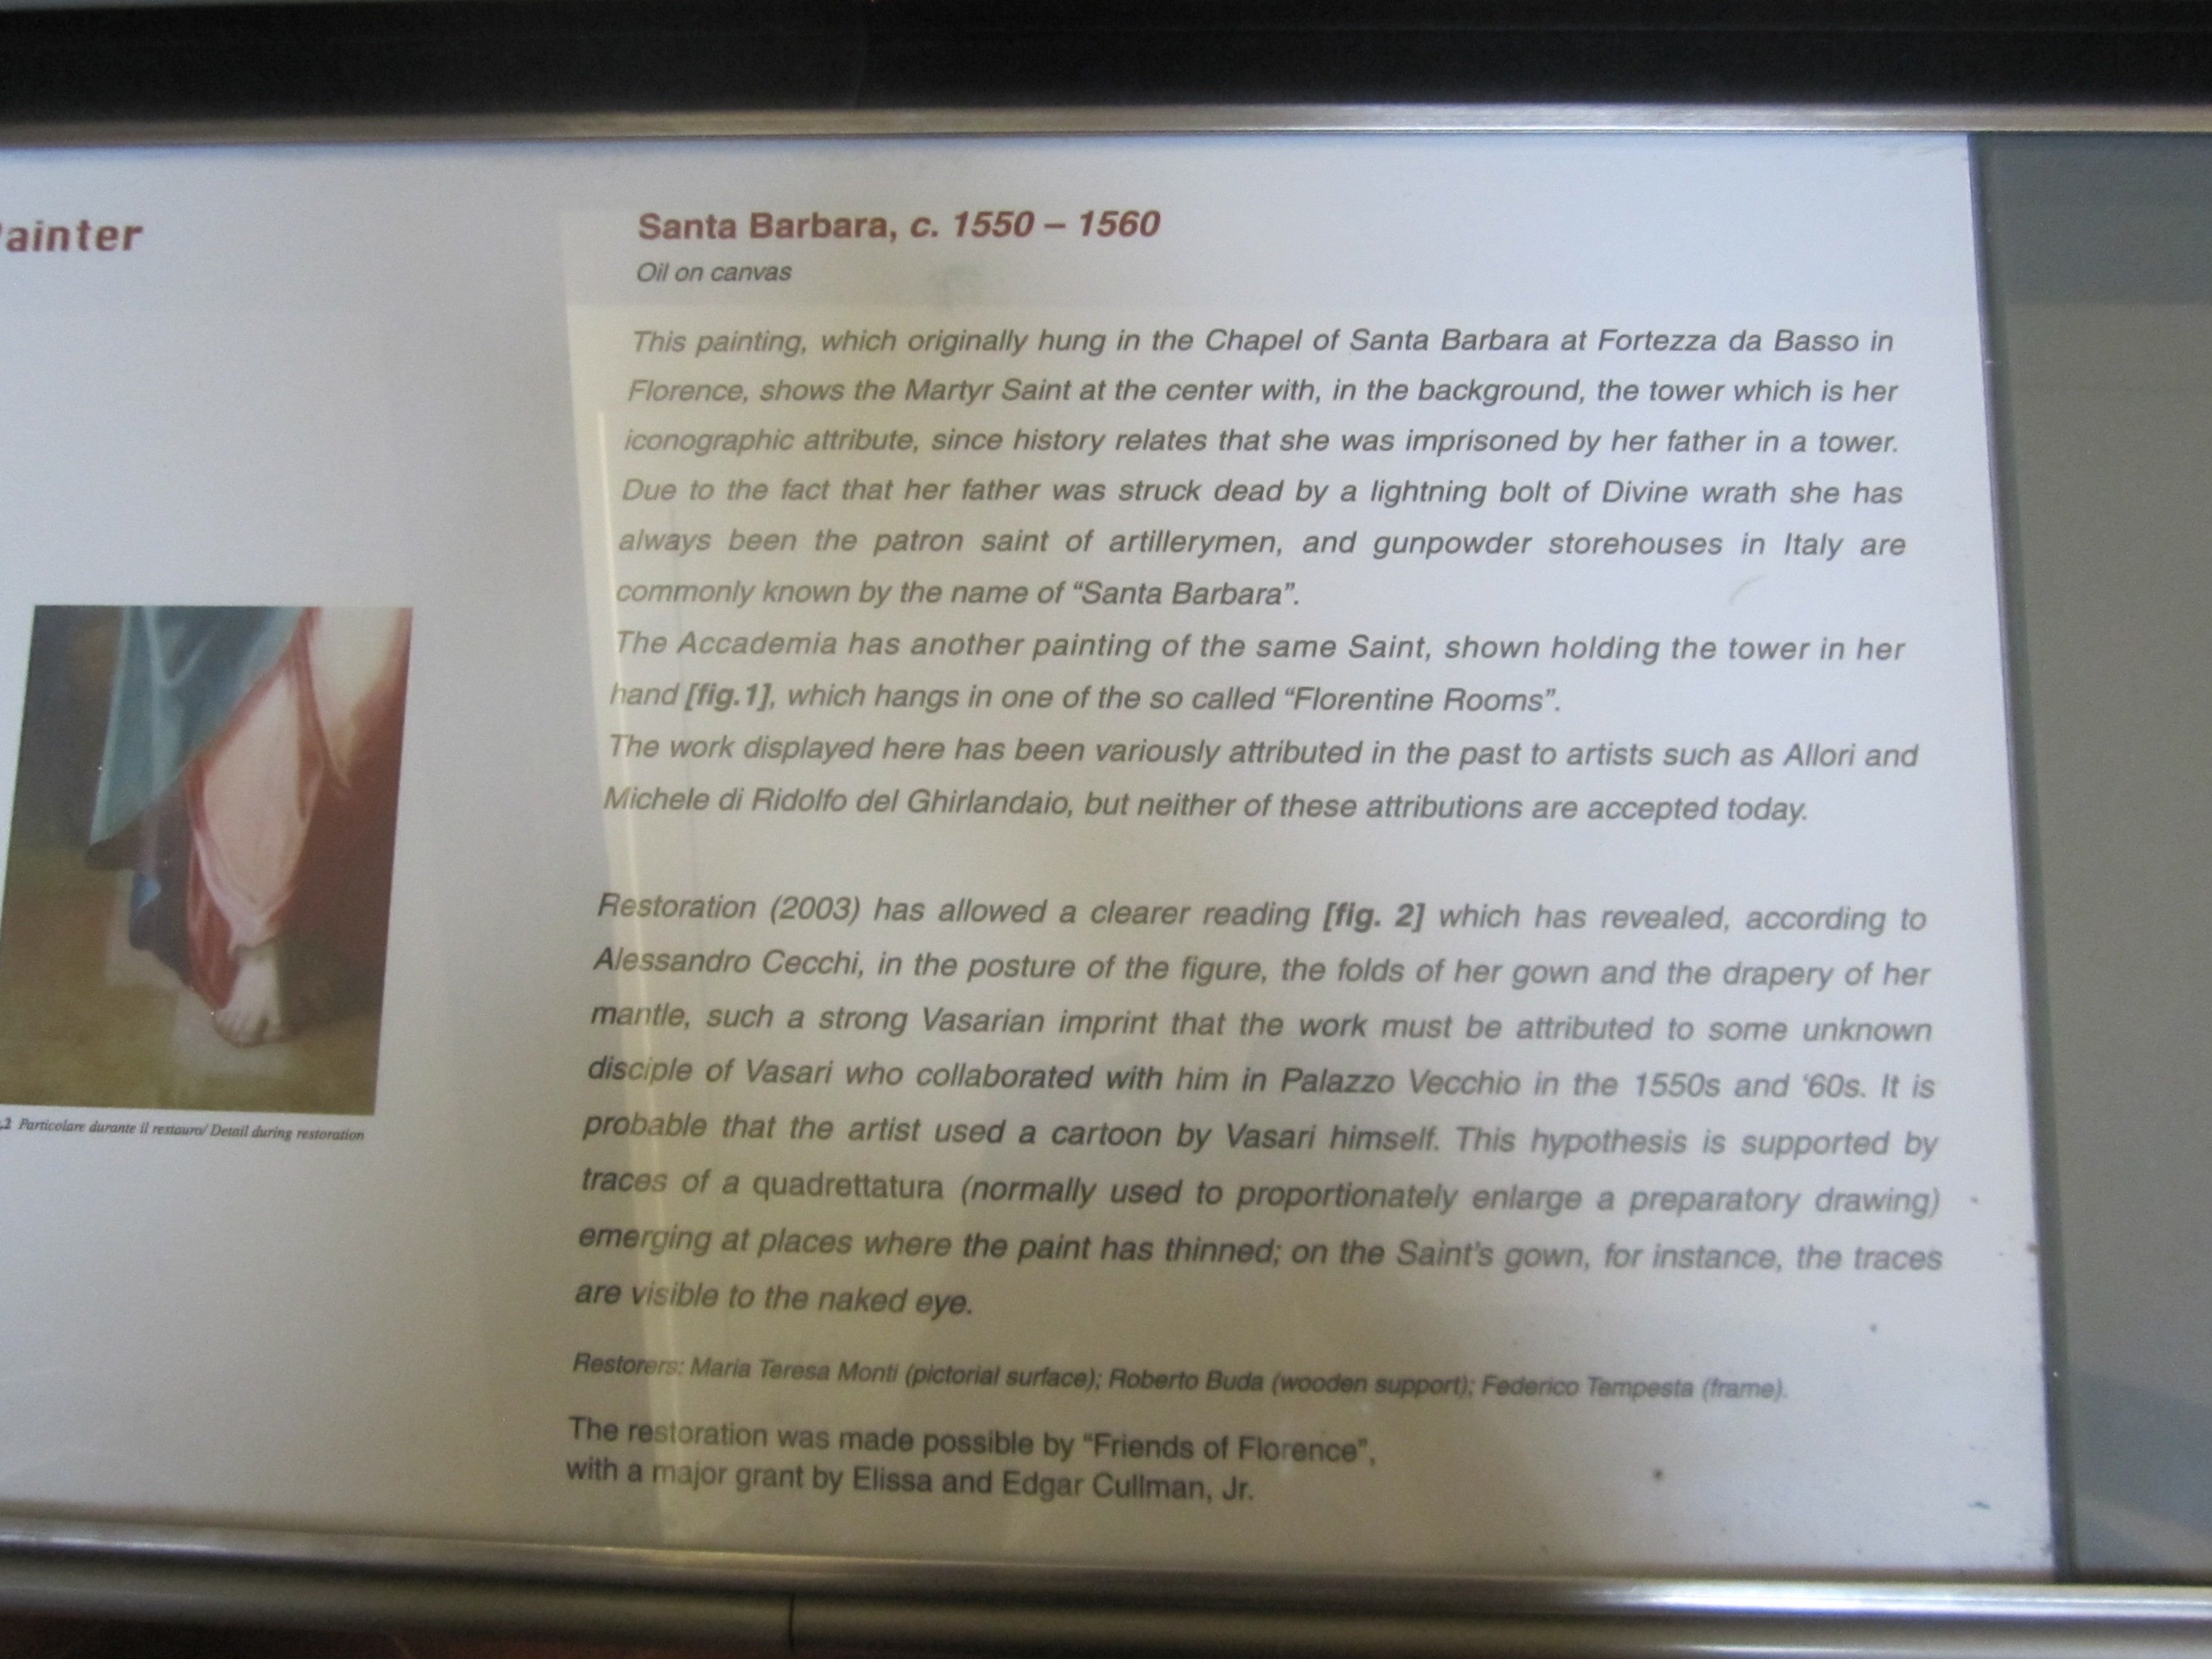 ainter
Santa Barbara, c. 1550 – 1560
Oil on canvas
This painting, which originally hung in the Chapel of Santa Barbara at Fortezza da Basso in
Florence, shows the Martyr Saint at the center with, in the background, the tower which is her
iconographic attribute, since history relates that she was imprisoned by her father in a tower.
Due to the fact that her father was struck dead by a lightning bolt of Divine wrath she has
always been the patron saint of artillerymen, and gunpowder storehouses in Italy are
commonly known by the name of “Santa Barbara”.
The Accademia has another painting of the same Saint, shown holding the tower in her
hand [fig.1], which hangs in one of the so called “Florentine Rooms”.
The work displayed here has been variously attributed in the past to artists such as Allori and
Michele di Ridolfo del Ghirlandaio, but neither of these attributions are accepted today.
Restoration (2003) has allowed a clearer reading [fig. 2] which has revealed, according to
Alessandro Cecchi, in the posture of the figure, the folds of her gown and the drapery of her
mantle, such a strong Vasarian imprint that the work must be attributed to some unknown
disciple of Vasari who collaborated with him in Palazzo Vecchio in the 1550s and ‘60s. It is
probable that the artist used a cartoon by Vasari himself. This hypothesis is supported by
traces of a quadrettatura (normally used to proportionately enlarge a preparatory drawing)
emerging at places where the paint has thinned; on the Saint's gown, for instance, the traces
are visible to the naked eye.
Restorers: Maria Teresa Monti (pictorial surface); Roberto Buda (wooden support); Federico Tempesta (frame).
The restoration was made possible by “Friends of Florence”,
with a major grant by Elissa and Edgar Cullman, Jr.
.2 Particolare durante il restauro/ Detail during restoration